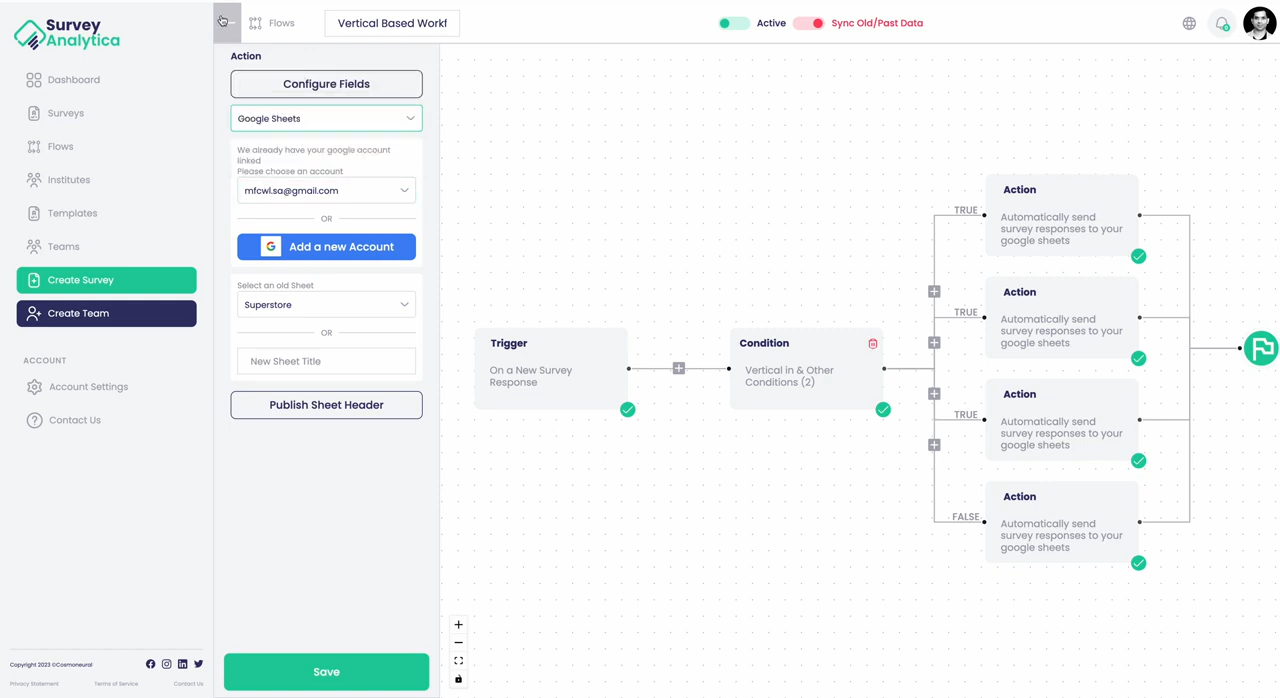 Survey
Analytica
Dashboard
Surveys
Flows
Institutes
Templates
Teams
Create Survey
Create Team
ACCOUNT
Account Settings
Contact Us
Copyright 2023 ©Cosmoneural
Privacy Statement
Terms of Service
Contact Us
Flows
Vertical Based Workf
Active
Sync Old/Past Data
Action
Configure Fields
Google Sheets
We already have your google account
linked
Please choose an account
mfcwl.sa@gmail.com
OR
Add a new Account
Select an old Sheet
Superstore
OR
New Sheet Title
Publish Sheet Header
Save
Trigger
On a New Survey
Response
Condition
Vertical in & Other
Conditions (2)
TRUE
Action
Automatically send
survey responses to your
google sheets
TRUE
Action
Automatically send
survey responses to your
google sheets
TRUE
Action
Automatically send
survey responses to your
google sheets
FALSE
Action
Automatically send
survey responses to your
google sheets